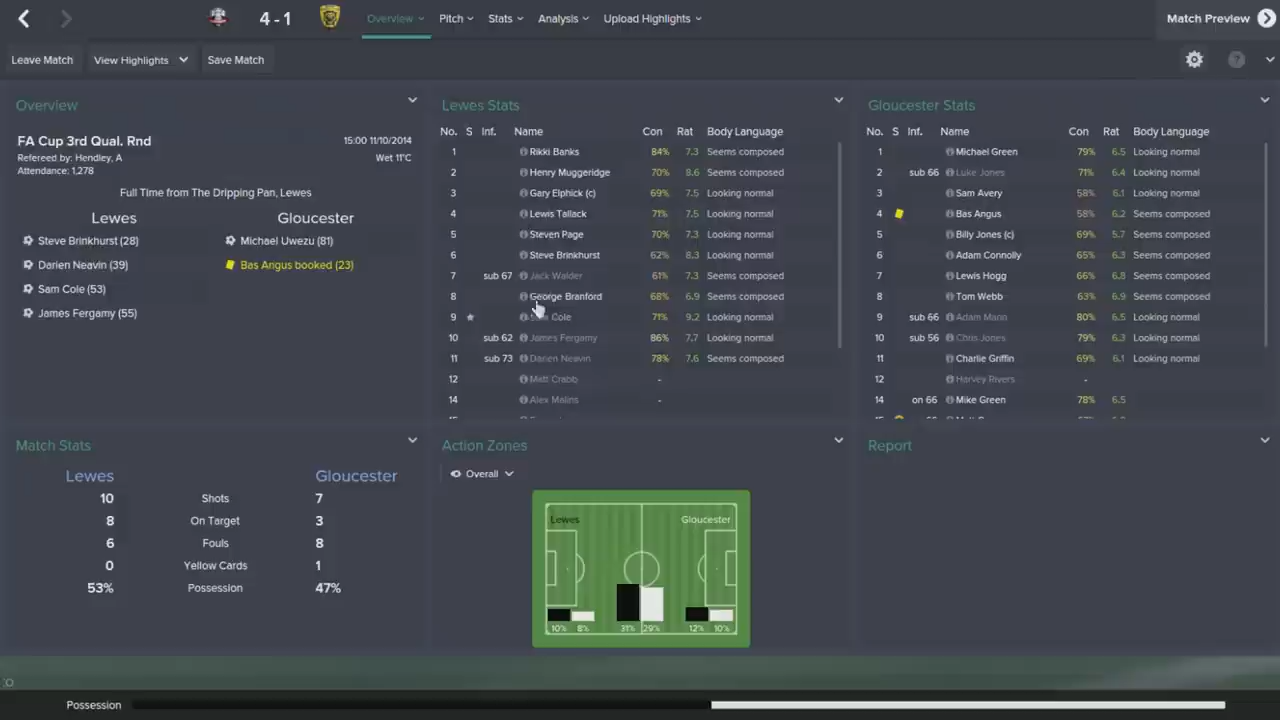 4 - 1
Overview
Pitch
Stats
Analysis
Upload Highlights
Match Preview
Leave Match
View Highlights
Save Match
Overview
FA Cup 3rd Qual. Rnd
15:00 11/10/2014
Refereed by: Hendley, A
Wet 11°C
Attendance: 1,278
Full Time from The Dripping Pan, Lewes
Lewes Gloucester
Steve Brinkhurst (28) Michael Uwezu (81)
Darien Neavin (39) Bas Angus booked (23)
Sam Cole (53)
James Fergamy (55)
Lewes Stats
No. S Inf. Name Con Rat Body Language
1 Rikki Banks 84% 7.3 Seems composed
2 Henry Muggeridge 70% 8.6 Seems composed
3 Gary Elphick (c) 69% 7.5 Looking normal
4 Lewis Tallack 71% 7.5 Looking normal
5 Steven Page 70% 7.3 Looking normal
6 Steve Brinkhurst 62% 8.3 Looking normal
7 sub 67 Jack Walder 61% 7.3 Seems composed
8 George Branford 68% 6.9 Seems composed
9 Cole 71% 9.2 Looking normal
10 sub 62 James Fergamy 86% 7.7 Looking normal
11 sub 73 Darien Neavin 78% 7.6 Seems composed
12 Matt Crabb -
14 Alex Malins -
Gloucester Stats
No. S Inf. Name Con Rat Body Language
1 Michael Green 79% 6.5 Looking normal
2 sub 66 Luke Jones 71% 6.4 Looking normal
3 Sam Avery 58% 6.1 Looking normal
4 Bas Angus 58% 6.2 Seems composed
5 Billy Jones (c) 69% 5.7 Seems composed
6 Adam Connolly 65% 6.3 Seems composed
7 Lewis Hogg 66% 6.8 Seems composed
8 Tom Webb 63% 6.9 Seems composed
9 sub 66 Adam Mann 80% 6.5 Looking normal
10 sub 56 Chris Jones 79% 6.3 Looking normal
11 Charlie Griffin 69% 6.1 Looking normal
12 Harvey Rivers -
14 on 66 Mike Green 78% 6.5
Match Stats
Lewes Gloucester
10 Shots 7
8 On Target 3
6 Fouls 8
0 Yellow Cards 1
53% Possession 47%
Action Zones
Overall
Lewes Gloucester
10% 8% 31% 29% 12% 10%
Report
Possession